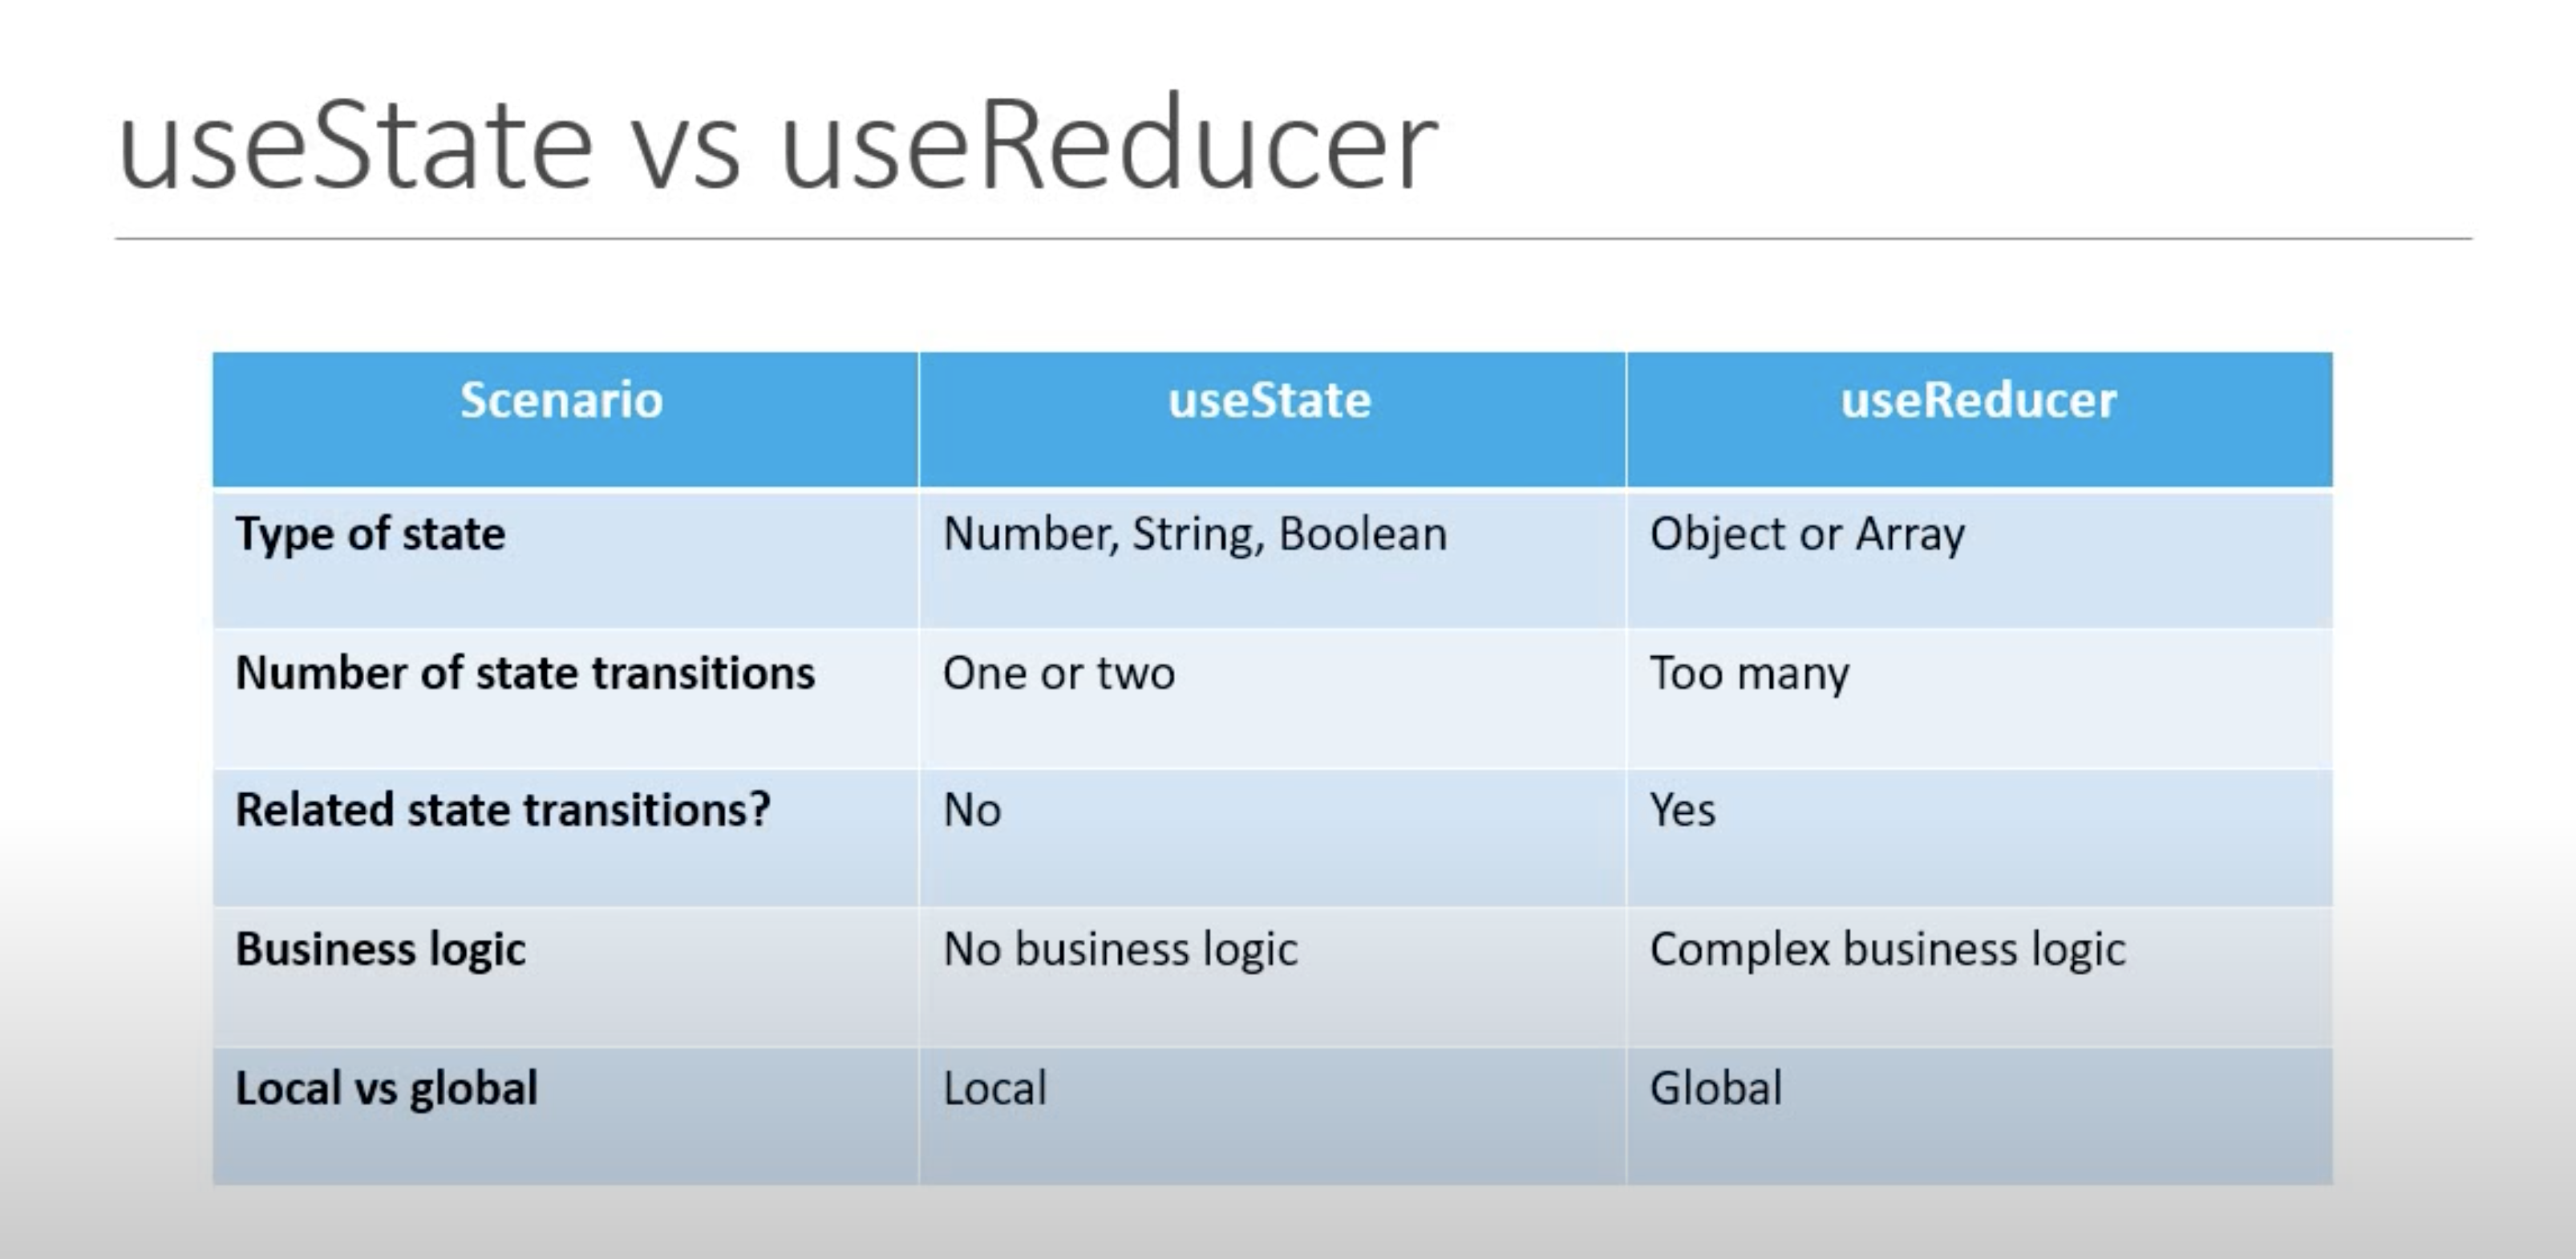 useState vs useReducer
Scenario useState useReducer
Type of state Number, String, Boolean Object or Array
Number of state transitions One or two Too many
Related state transitions? No Yes
Business logic No business logic Complex business logic
Local vs global Local Global